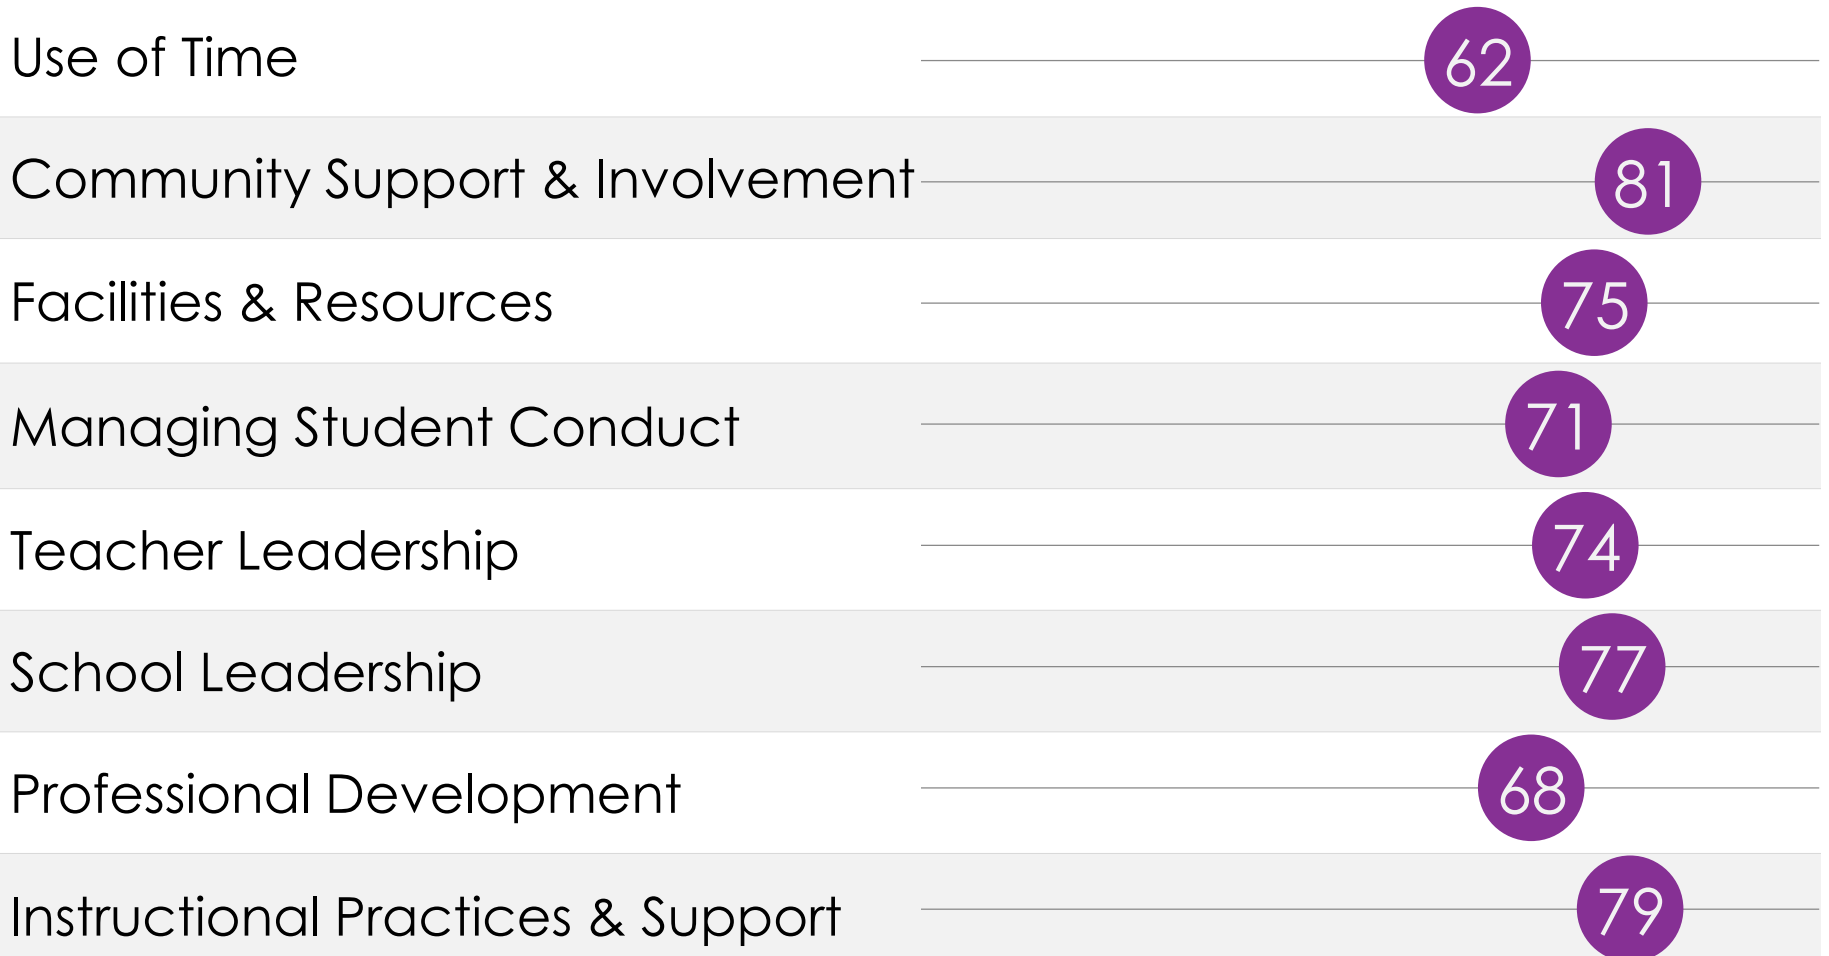 Use of Time 62
Community Support & Involvement 81
Facilities & Resources 75
Managing Student Conduct 71
Teacher Leadership 74
School Leadership 77
Professional Development 68
Instructional Practices & Support 79